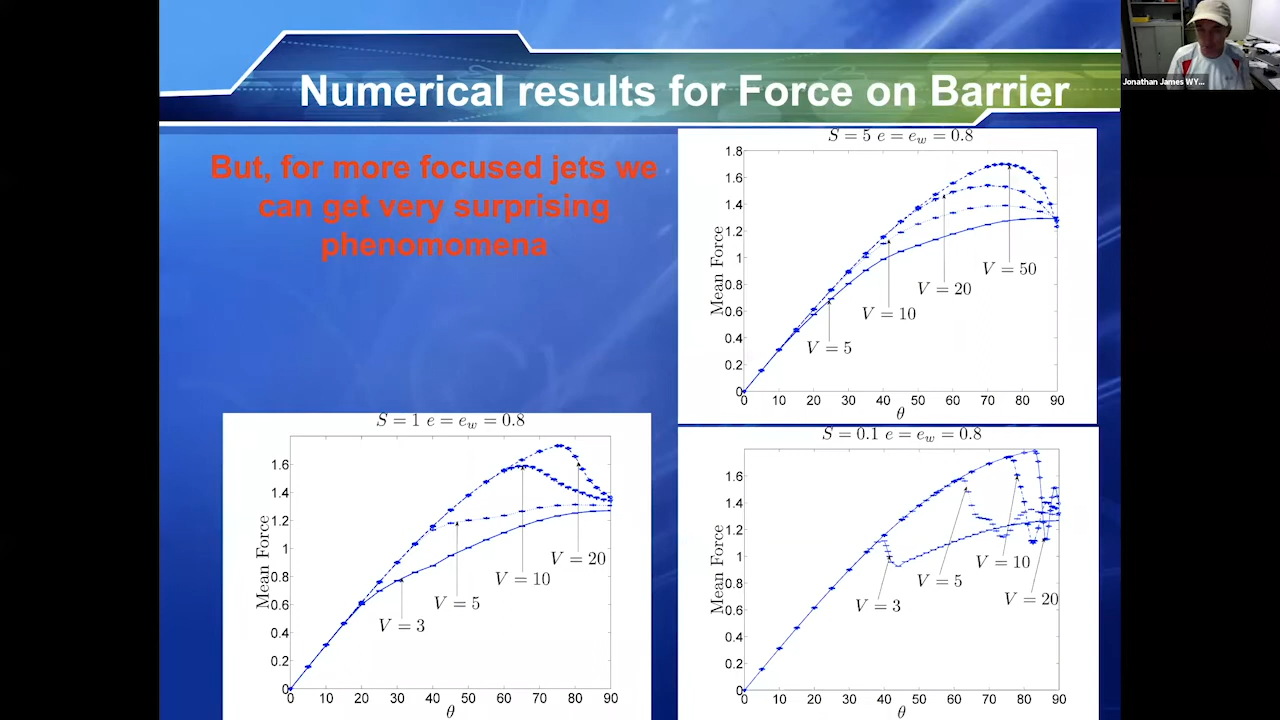 Numerical results for Force on Barrier
Jonathan James WY...
But, for more focused jets we
can get very surprising
phenomomena
S = 5 e = e_w = 0.8
Mean Force
1.8
1.6
1.4
1.2
1
0.8
0.6
0.4
0.2
0
V = 50
V = 20
V = 10
V = 5
0 10 20 30 40 50 60 70 80 90
θ
S = 1 e = e_w = 0.8
Mean Force
1.6
1.4
1.2
1
0.8
0.6
0.4
0.2
0
V = 20
V = 10
V = 5
V = 3
0 10 20 30 40 50 60 70 80 90
θ
S = 0.1 e = e_w = 0.8
Mean Force
1.6
1.4
1.2
1
0.8
0.6
0.4
0.2
0
V = 10
V = 5
V = 20
V = 3
0 10 20 30 40 50 60 70 80 90
θ